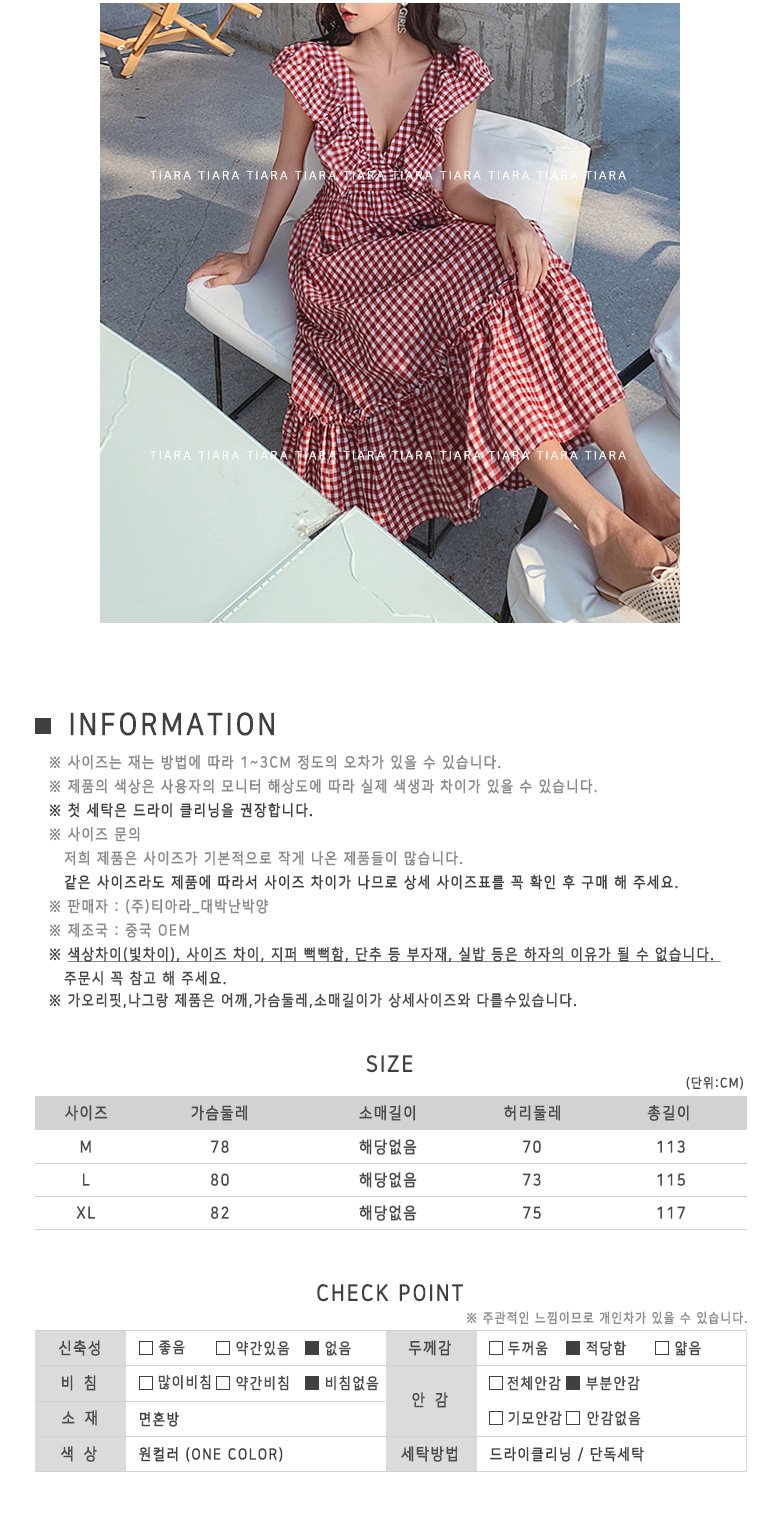 GIRLS
TIARA TIARA TIARA TIARA TIARA TIARA TIARA TIARA TIARA TIARA
TIARA TIARA TIARA TIARA TIARA TIARA TIARA TIARA TIARA TIARA
■ INFORMATION
※ 사이즈는 재는 방법에 따라 1~3CM 정도의 오차가 있을 수 있습니다.
※ 제품의 색상은 사용자의 모니터 해상도에 따라 실제 색생과 차이가 있을 수 있습니다.
※ 첫 세탁은 드라이 클리닝을 권장합니다.
※ 사이즈 문의
저희 제품은 사이즈가 기본적으로 작게 나온 제품들이 많습니다.
같은 사이즈라도 제품에 따라서 사이즈 차이가 나므로 상세 사이즈표를 꼭 확인 후 구매 해 주세요.
※ 판매자 : (주)티아라_대박난박양
※ 제조국 : 중국 OEM
※ 색상차이(빛차이), 사이즈 차이, 지퍼 뻑뻑함, 단추 등 부자재, 실밥 등은 하자의 이유가 될 수 없습니다.
주문시 꼭 참고 해 주세요.
※ 가오리핏,나그랑 제품은 어깨,가슴둘레,소매길이가 상세사이즈와 다를수있습니다.
SIZE
(단위:CM)
사이즈 가슴둘레 소매길이 허리둘레 총길이
M 78 해당없음 70 113
L 80 해당없음 73 115
XL 82 해당없음 75 117
CHECK POINT
※ 주관적인 느낌이므로 개인차가 있을 수 있습니다.
신축성 □ 좋음 □ 약간있음 ■ 없음 두께감 □ 두꺼움 ■ 적당함 □ 얇음
비 침 □ 많이비침 □ 약간비침 ■ 비침없음 안 감 □ 전체안감 ■ 부분안감
소 재 면혼방 □ 기모안감 □ 안감없음
색 상 원컬러 (ONE COLOR) 세탁방법 드라이클리닝 / 단독세탁